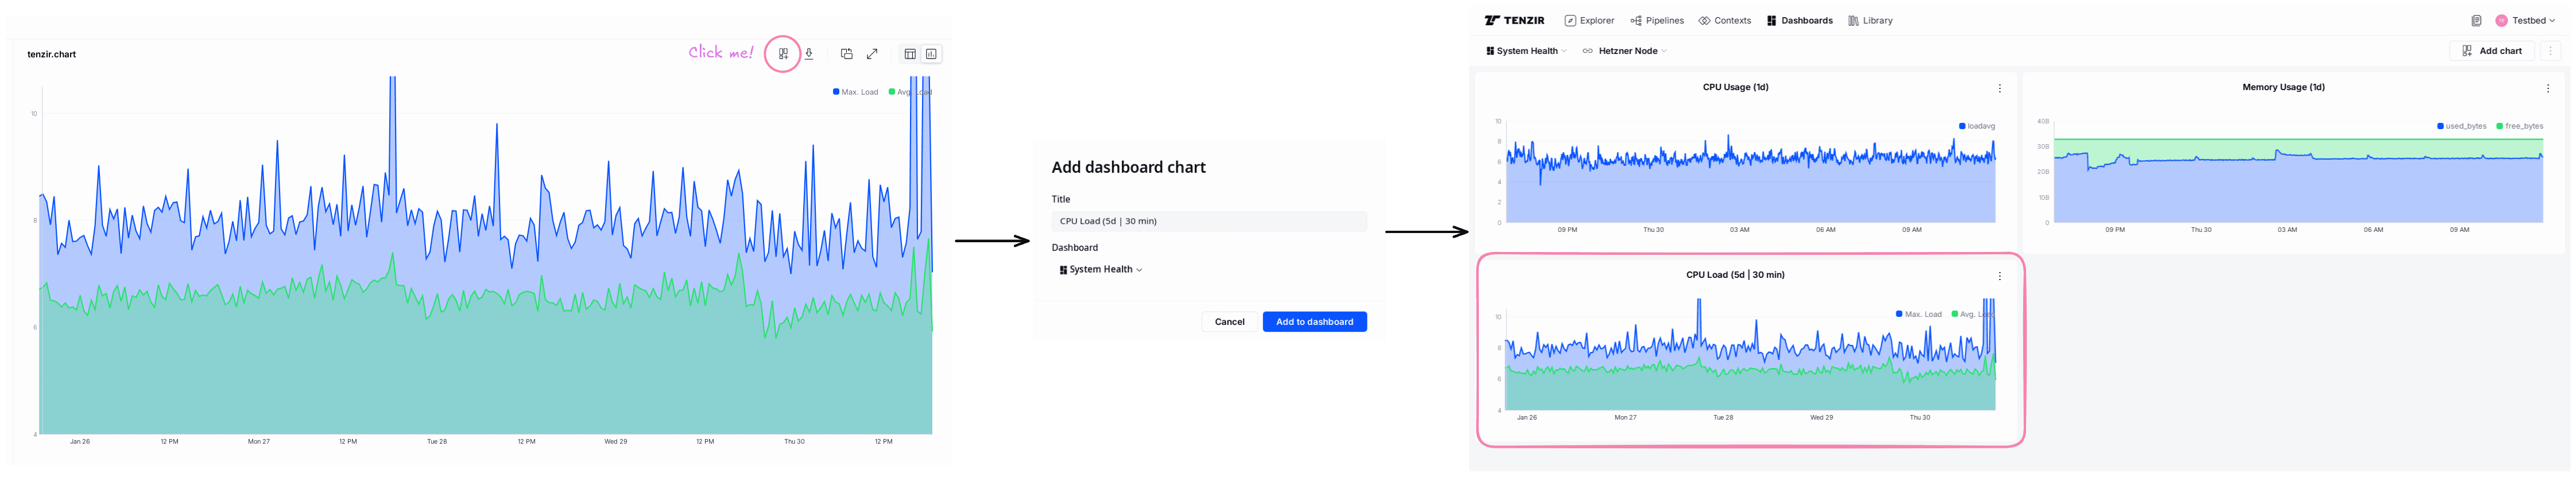 tenzir.chart
Click me!
Max. Load
Avg. Load
10
8
6
4
Jan 26
12 PM
Mon 27
12 PM
Tue 28
12 PM
Wed 29
12 PM
Thu 30
12 PM
Add dashboard chart
Title
CPU Load (5d | 30 min)
Dashboard
System Health
Cancel
Add to dashboard
TENZIR
Explorer
Pipelines
Contexts
Dashboards
Library
Testbed
System Health
Hetzner Node
Add chart
CPU Usage (1d)
loadavg
10
8
6
4
2
0
09 PM
Thu 30
03 AM
06 AM
09 AM
Memory Usage (1d)
used_bytes
free_bytes
40B
30B
20B
10B
0
09 PM
Thu 30
03 AM
06 AM
09 AM
CPU Load (5d | 30 min)
Max. Load
Avg. Load
10
8
6
4
Jan 26
Mon 27
Tue 28
Wed 29
Thu 30